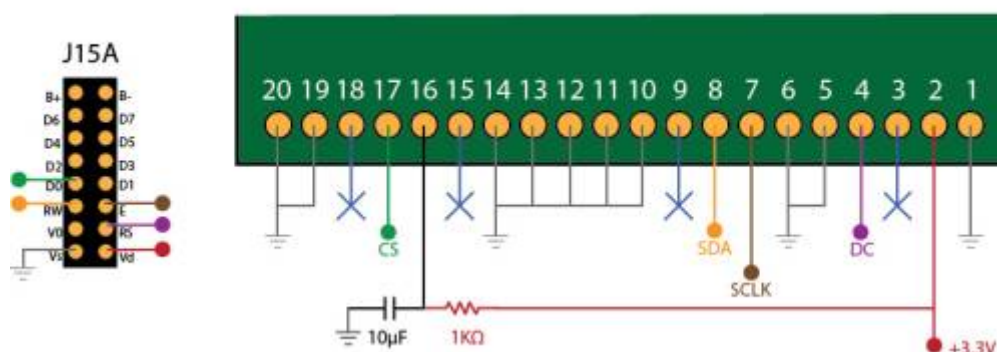 J15A
B+ B-
D6 D7
D4 D5
D2 D3
D0 D1
RW E
V0 RS
Vs Vd
20 19 18 17 16 15 14 13 12 11 10 9 8 7 6 5 4 3 2 1
CS
SDA
DC
SCLK
10µF
1KΩ
+3.3V